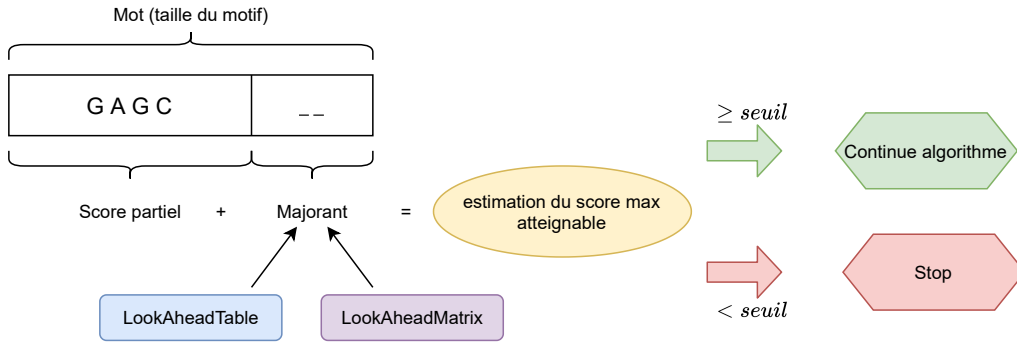 Mot (taille du motif)
G A G C
_ _
≥ seuil
Continue algorithme
Score partiel + Majorant =
estimation du score max
atteignable
Stop
< seuil
LookAheadTable
LookAheadMatrix